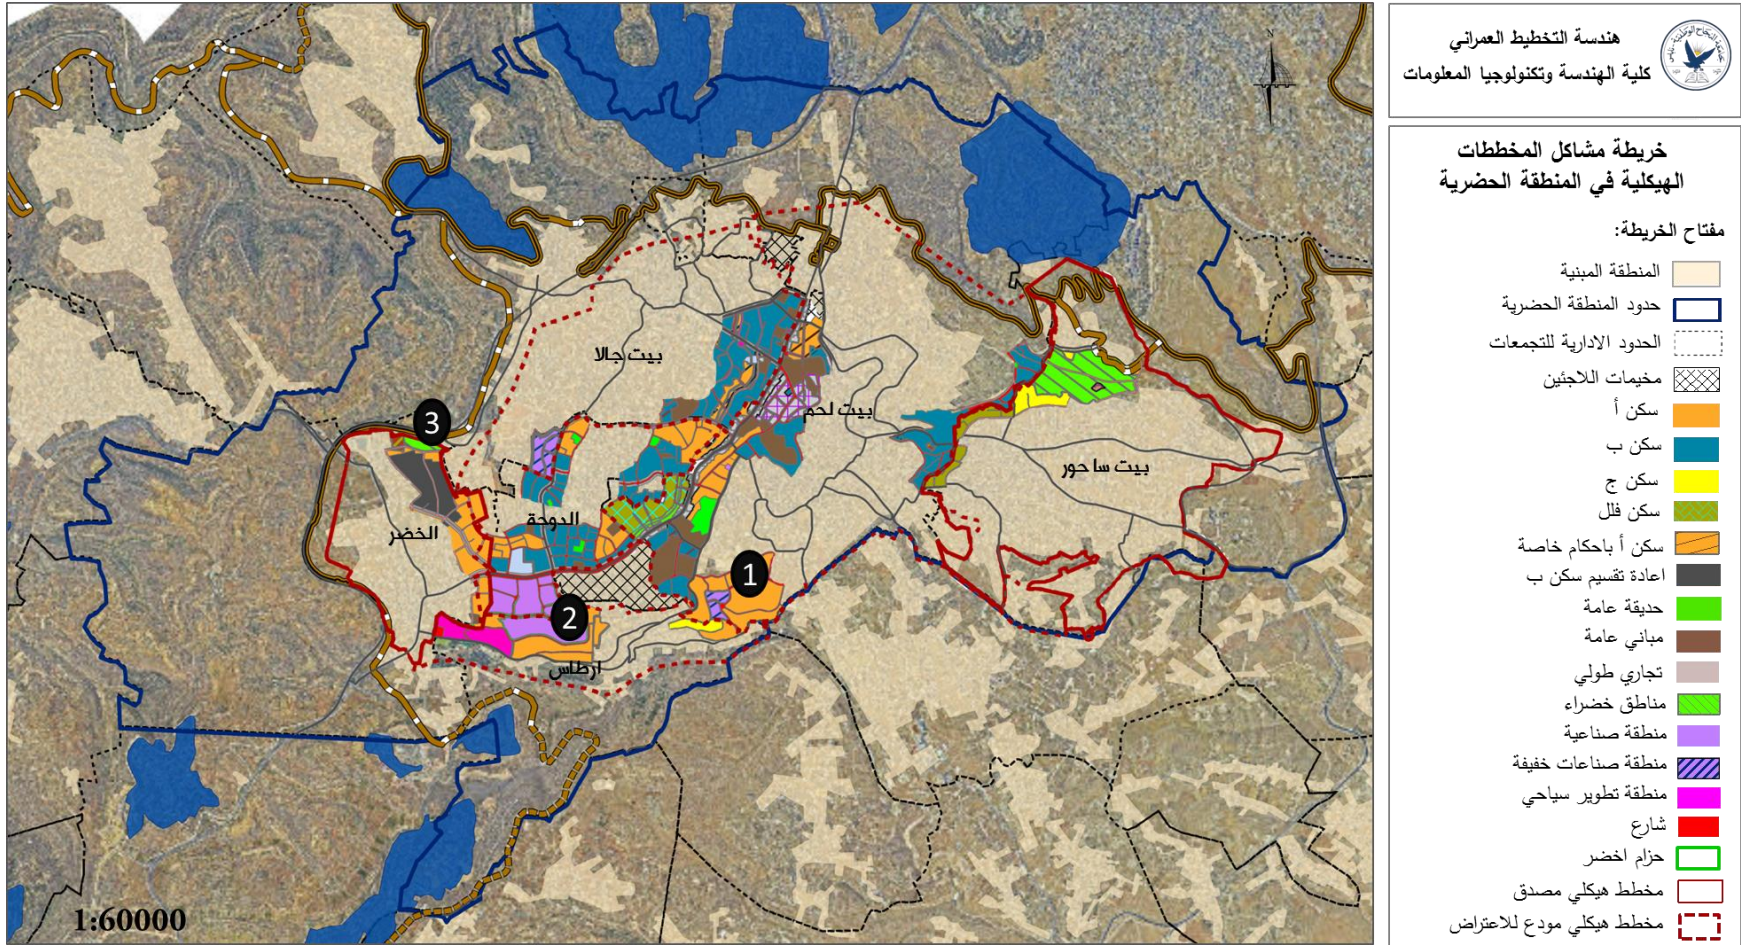 هندسة التخطيط العمراني
كلية الهندسة وتكنولوجيا المعلومات
خريطة مشاكل المخططات
الهيكلية في المنطقة الحضرية
مفتاح الخريطة:
المنطقة المبنية
حدود المنطقة الحضرية
الحدود الادارية للتجمعات
مخيمات اللاجئين
سكن أ
سكن ب
سكن ج
سكن فلل
سكن أ باحكام خاصة
اعادة تقسيم سكن ب
حديقة عامة
مباني عامة
تجاري طولي
مناطق خضراء
منطقة صناعية
منطقة صناعات خفيفة
منطقة تطوير سياحي
شارع
حزام اخضر
مخطط هيكلي مصدق
مخطط هيكلي مودع للاعتراض
N
بيت جالا
بيت لحم
3
بيت ساحور
الدوحة
الخضر
1
2
ارطاس
1:60000